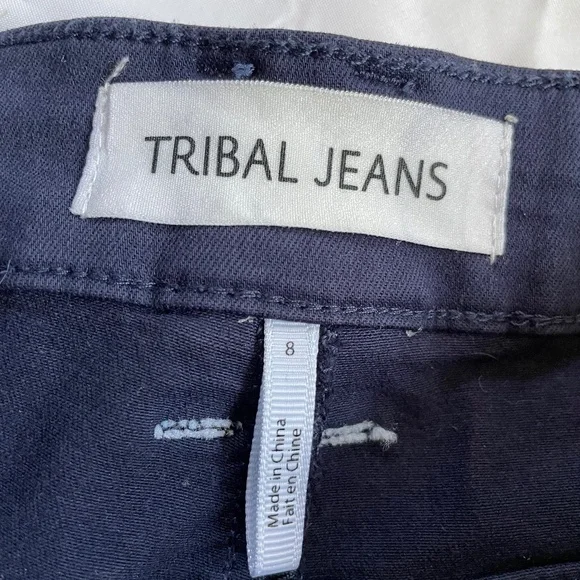 TRIBAL JEANS
8
Made in China
Fait en Chine